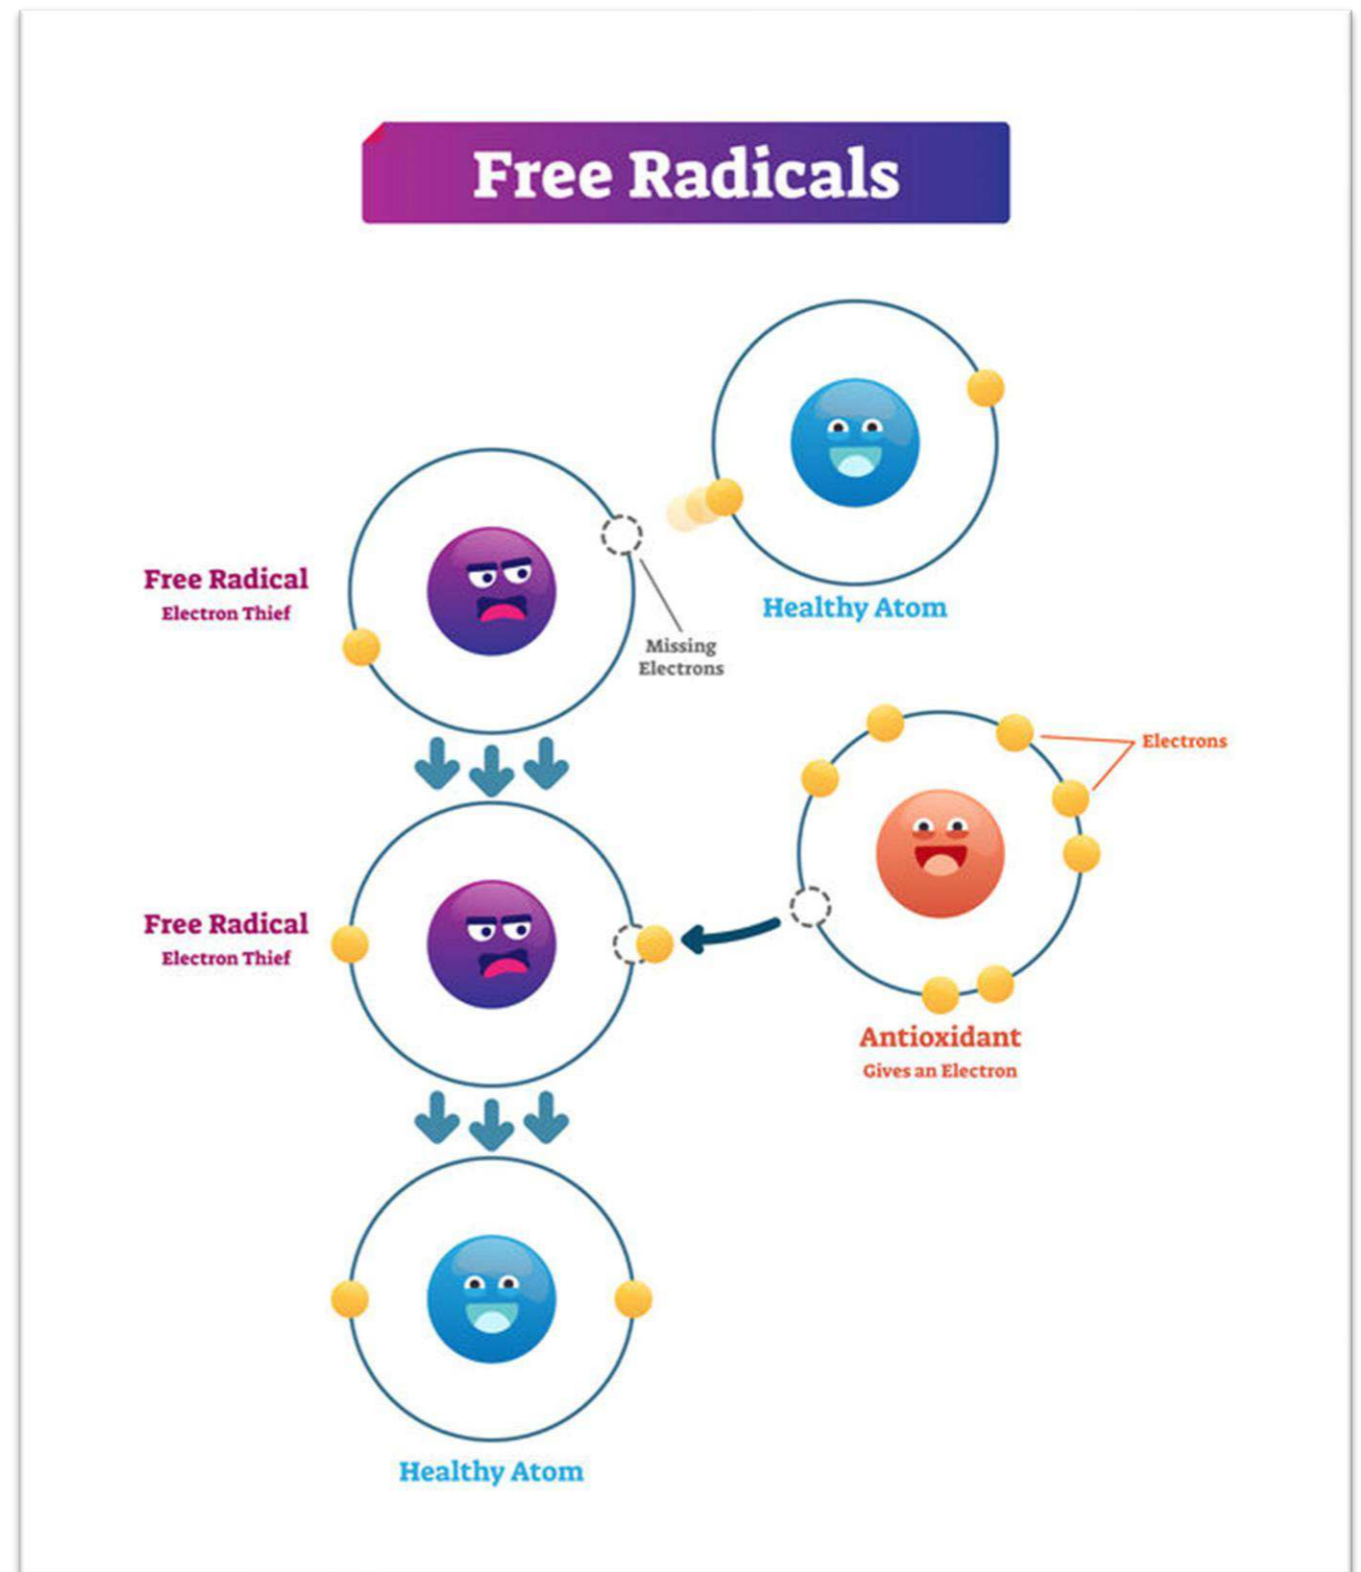 Free Radicals
Healthy Atom
Free Radical
Electron Thief
Missing
Electrons
Electrons
Free Radical
Electron Thief
Antioxidant
Gives an Electron
Healthy Atom